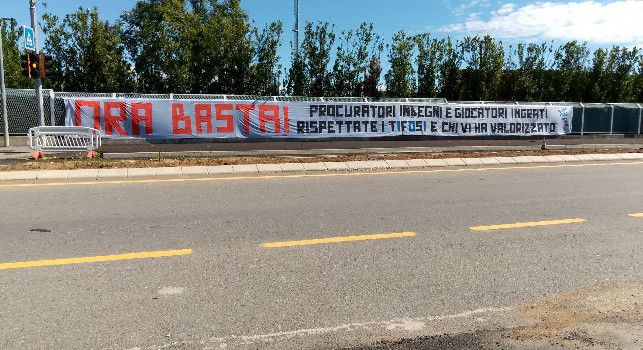 ORA BASTA!
PROCURATORI INDEGNI E GIOCATORI INGRATI
RISPETTATE I TIFOSI E CHI VI HA VALORIZZATO